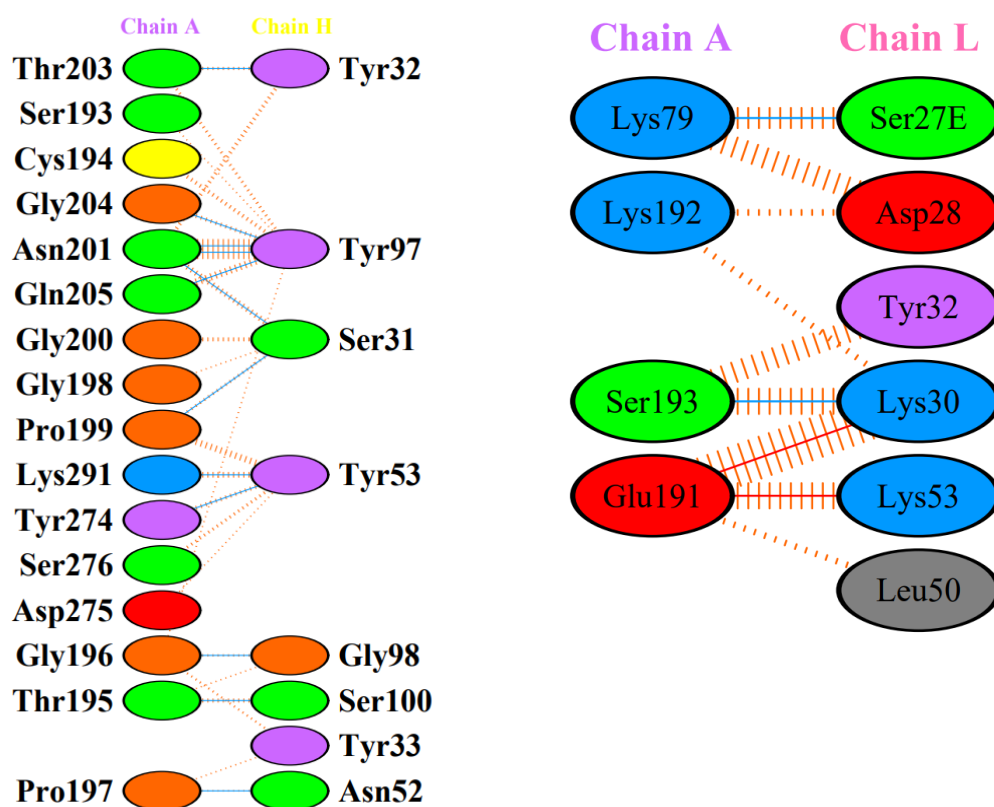 Chain A Chain H
Thr203 Tyr32
Ser193
Cys194
Gly204
Asn201 Tyr97
Gln205
Gly200 Ser31
Gly198
Pro199
Lys291 Tyr53
Tyr274
Ser276
Asp275
Gly196 Gly98
Thr195 Ser100
Tyr33
Pro197 Asn52
Chain A Chain L
Lys79 Ser27E
Lys192 Asp28
Tyr32
Ser193 Lys30
Glu191 Lys53
Leu50